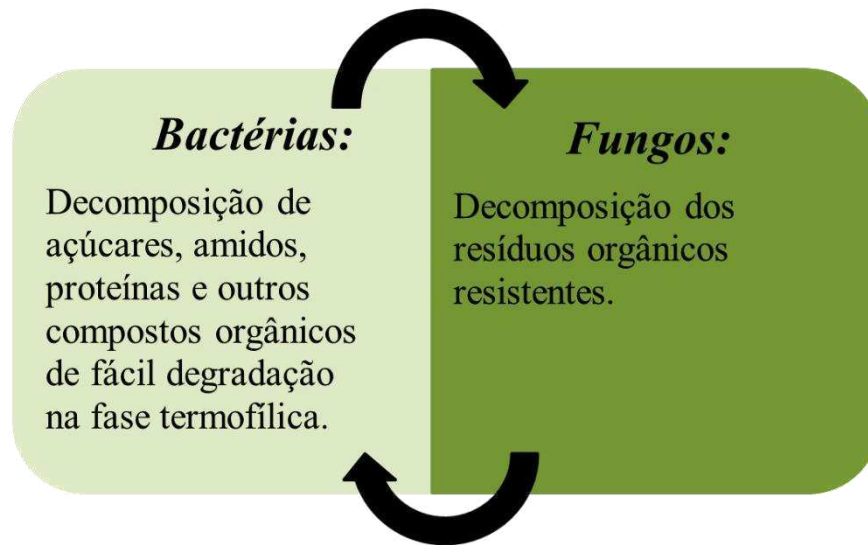 Bactérias:
Decomposição de
açúcares, amidos,
proteínas e outros
compostos orgânicos
de fácil degradação
na fase termofílica.
Fungos:
Decomposição dos
resíduos orgânicos
resistentes.